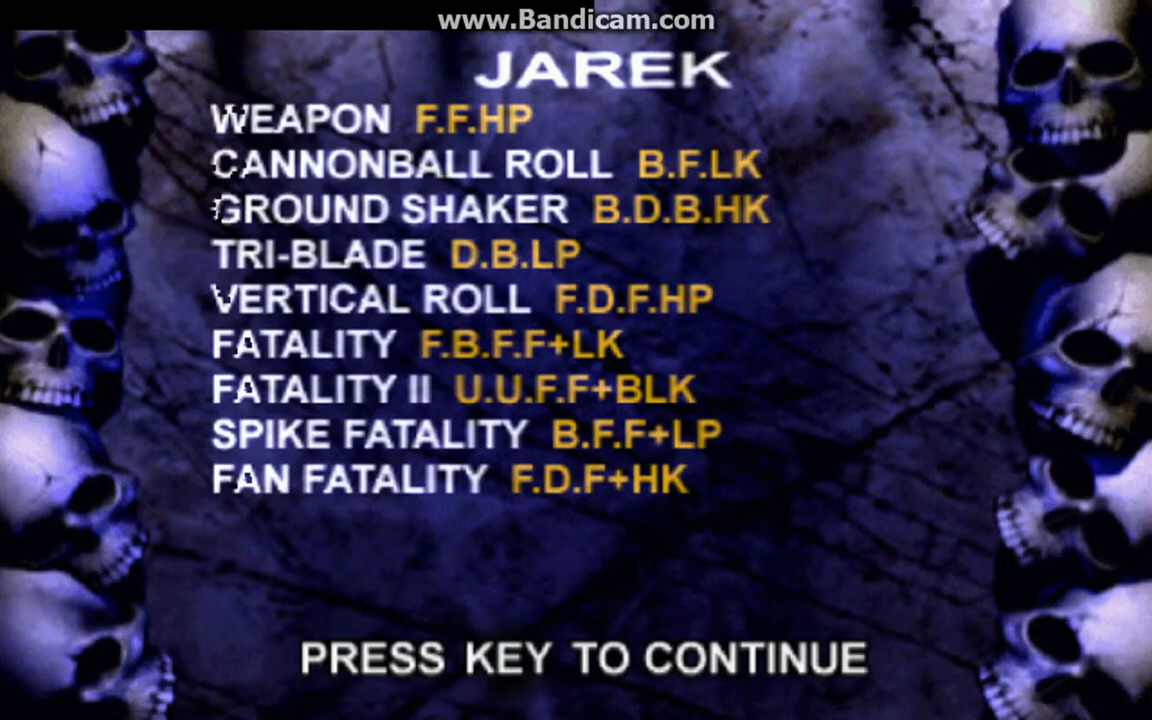 www.Bandicam.com
JAREK
WEAPON F.F.HP
CANNONBALL ROLL B.F.LK
GROUND SHAKER B.D.B.HK
TRI-BLADE D.B.LP
VERTICAL ROLL F.D.F.HP
FATALITY F.B.F.F+LK
FATALITY II U.U.F.F+BLK
SPIKE FATALITY B.F.F+LP
FAN FATALITY F.D.F+HK
PRESS KEY TO CONTINUE